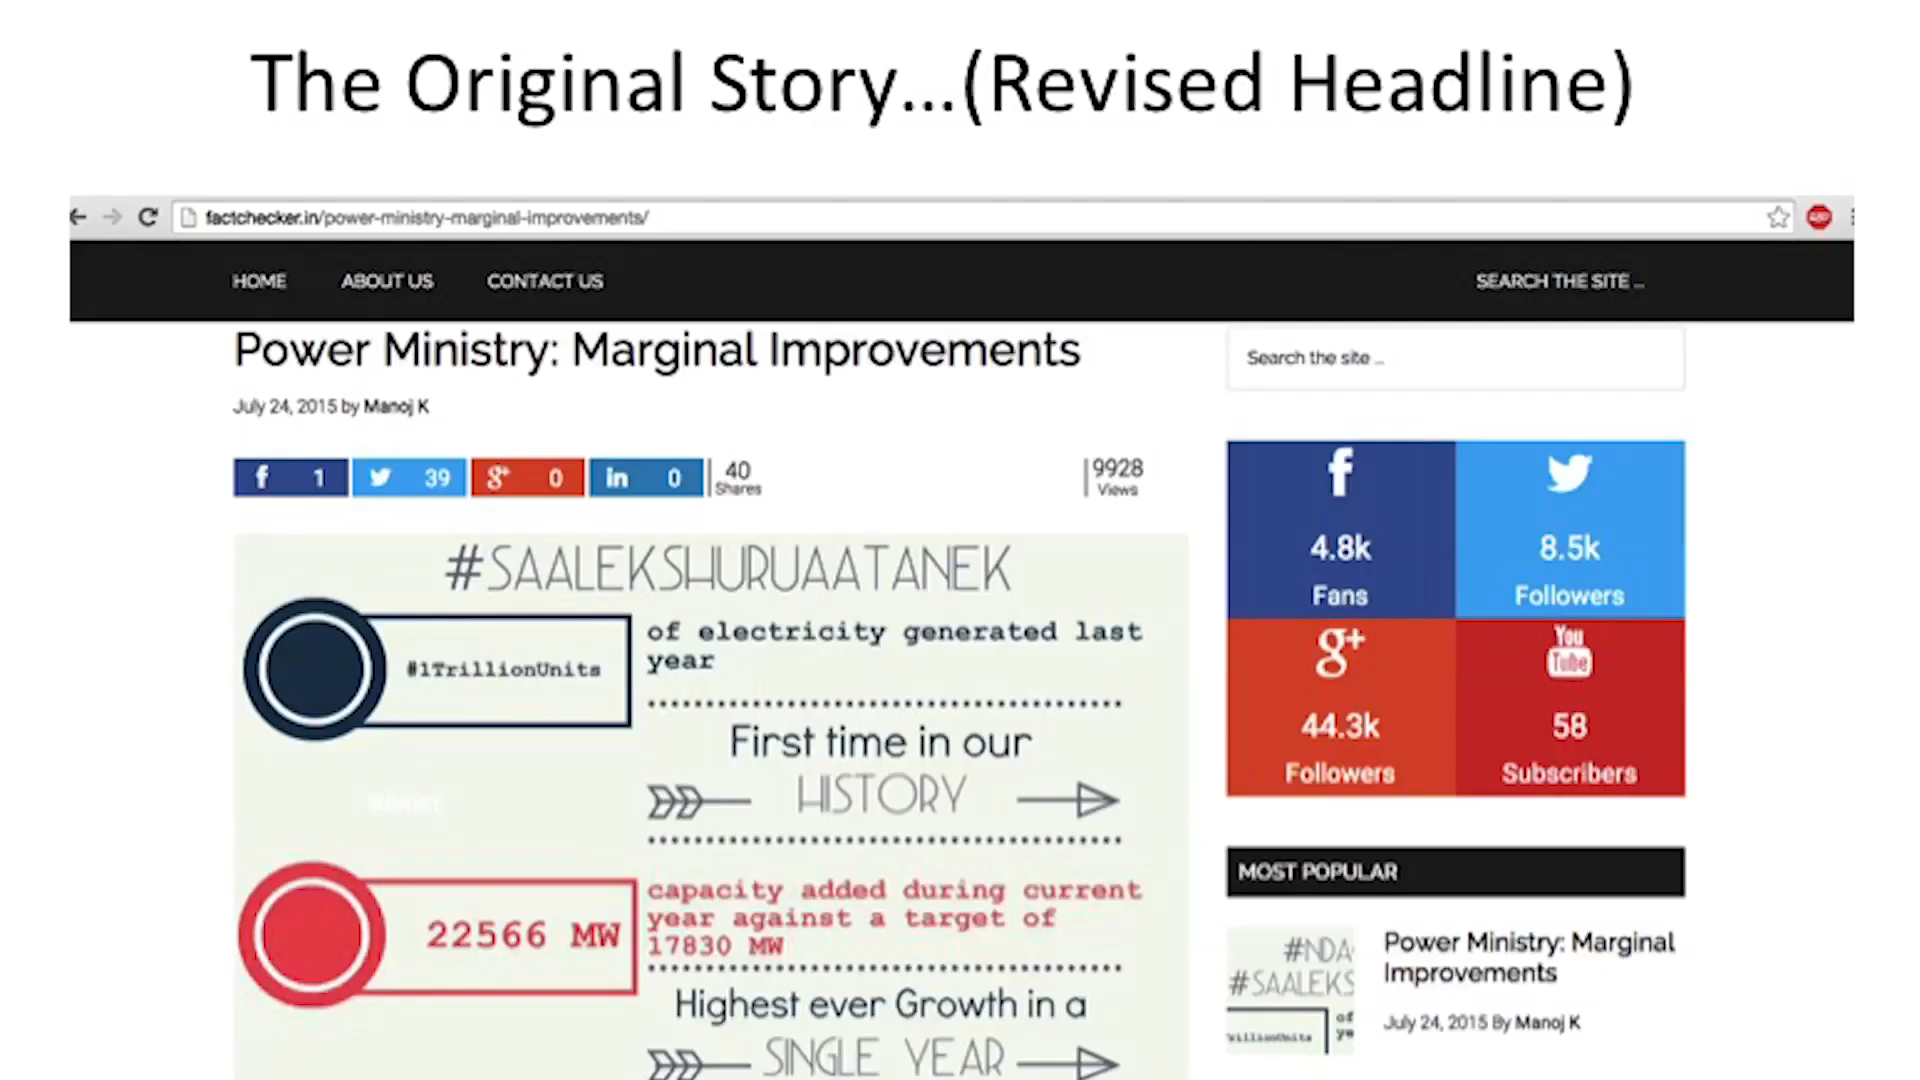 The Original Story...(Revised Headline)
factchecker.in/power-ministry-marginal-improvements/
HOME ABOUT US CONTACT US SEARCH THE SITE ...
Power Ministry: Marginal Improvements
July 24, 2015 by Manoj K
Search the site ...
f 1 39 g+ 0 in 0 40 Shares 9928 Views
#SAALEKSHURUAATANEK
#1TrillionUnits
of electricity generated last
year
First time in our
HISTORY
22566 MW
capacity added during current
year against a target of
17830 MW
Highest ever Growth in a
SINGLE YEAR
f
4.8k 8.5k
Fans Followers
g+ You Tube
44.3k 58
Followers Subscribers
MOST POPULAR
#NDA
#SAALEKS
of
ye
rillionUnits
Power Ministry: Marginal
Improvements
July 24, 2015 By Manoj K